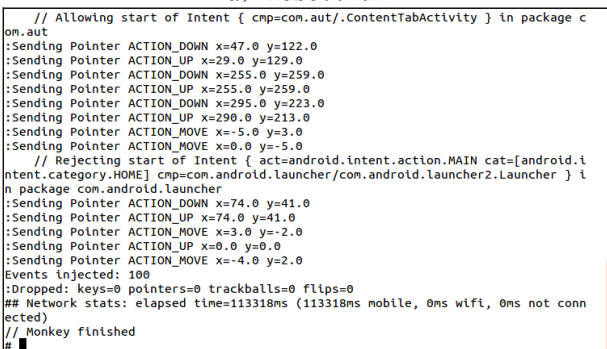 // Allowing start of Intent { cmp=com.aut/.ContentTabActivity } in package c
om.aut
:Sending Pointer ACTION_DOWN x=47.0 y=122.0
:Sending Pointer ACTION_UP x=29.0 y=129.0
:Sending Pointer ACTION_DOWN x=255.0 y=259.0
:Sending Pointer ACTION_UP x=255.0 y=259.0
:Sending Pointer ACTION_DOWN x=295.0 y=223.0
:Sending Pointer ACTION_UP x=290.0 y=213.0
:Sending Pointer ACTION_MOVE x=-5.0 y=3.0
:Sending Pointer ACTION_MOVE x=0.0 y=-5.0
// Rejecting start of Intent { act=android.intent.action.MAIN cat=[android.i
ntent.category.HOME] cmp=com.android.launcher/com.android.launcher2.Launcher } i
n package com.android.launcher
:Sending Pointer ACTION_DOWN x=74.0 y=41.0
:Sending Pointer ACTION_UP x=74.0 y=41.0
:Sending Pointer ACTION_MOVE x=3.0 y=-2.0
:Sending Pointer ACTION_UP x=0.0 y=0.0
:Sending Pointer ACTION_MOVE x=-4.0 y=2.0
Events injected: 100
:Dropped: keys=0 pointers=0 trackballs=0 flips=0
## Network stats: elapsed time=113318ms (113318ms mobile, 0ms wifi, 0ms not conn
ected)
// Monkey finished
#